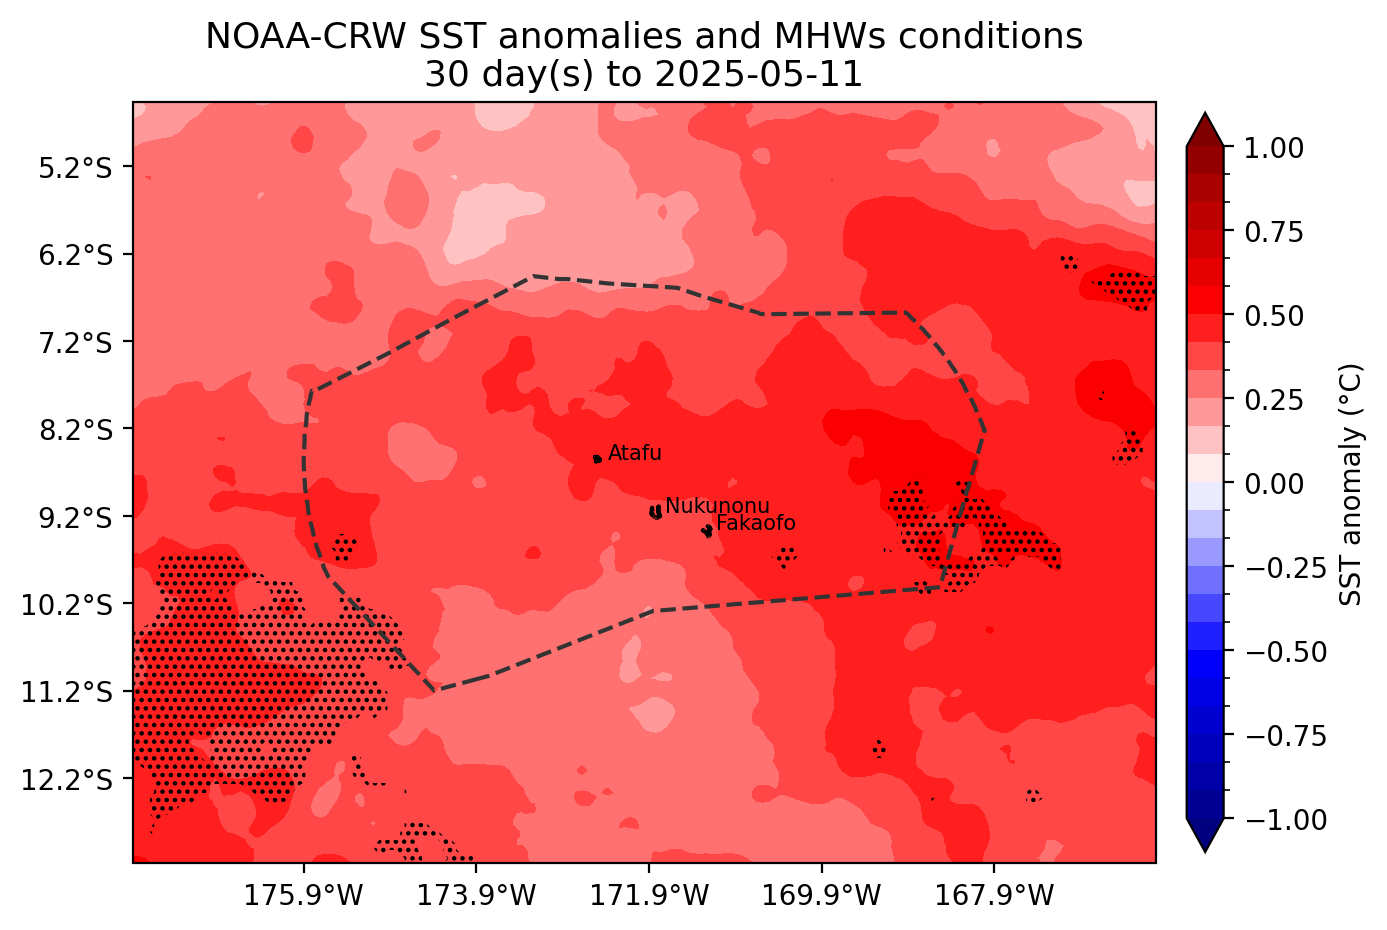 NOAA-CRW SST anomalies and MHWs conditions
30 day(s) to 2025-05-11
5.2°S
6.2°S
7.2°S
8.2°S
9.2°S
10.2°S
11.2°S
12.2°S
Atafu
Nukunonu
Fakaofo
175.9°W
173.9°W
171.9°W
169.9°W
167.9°W
1.00
0.75
0.50
0.25
0.00
−0.25
−0.50
−0.75
−1.00
SST anomaly (°C)